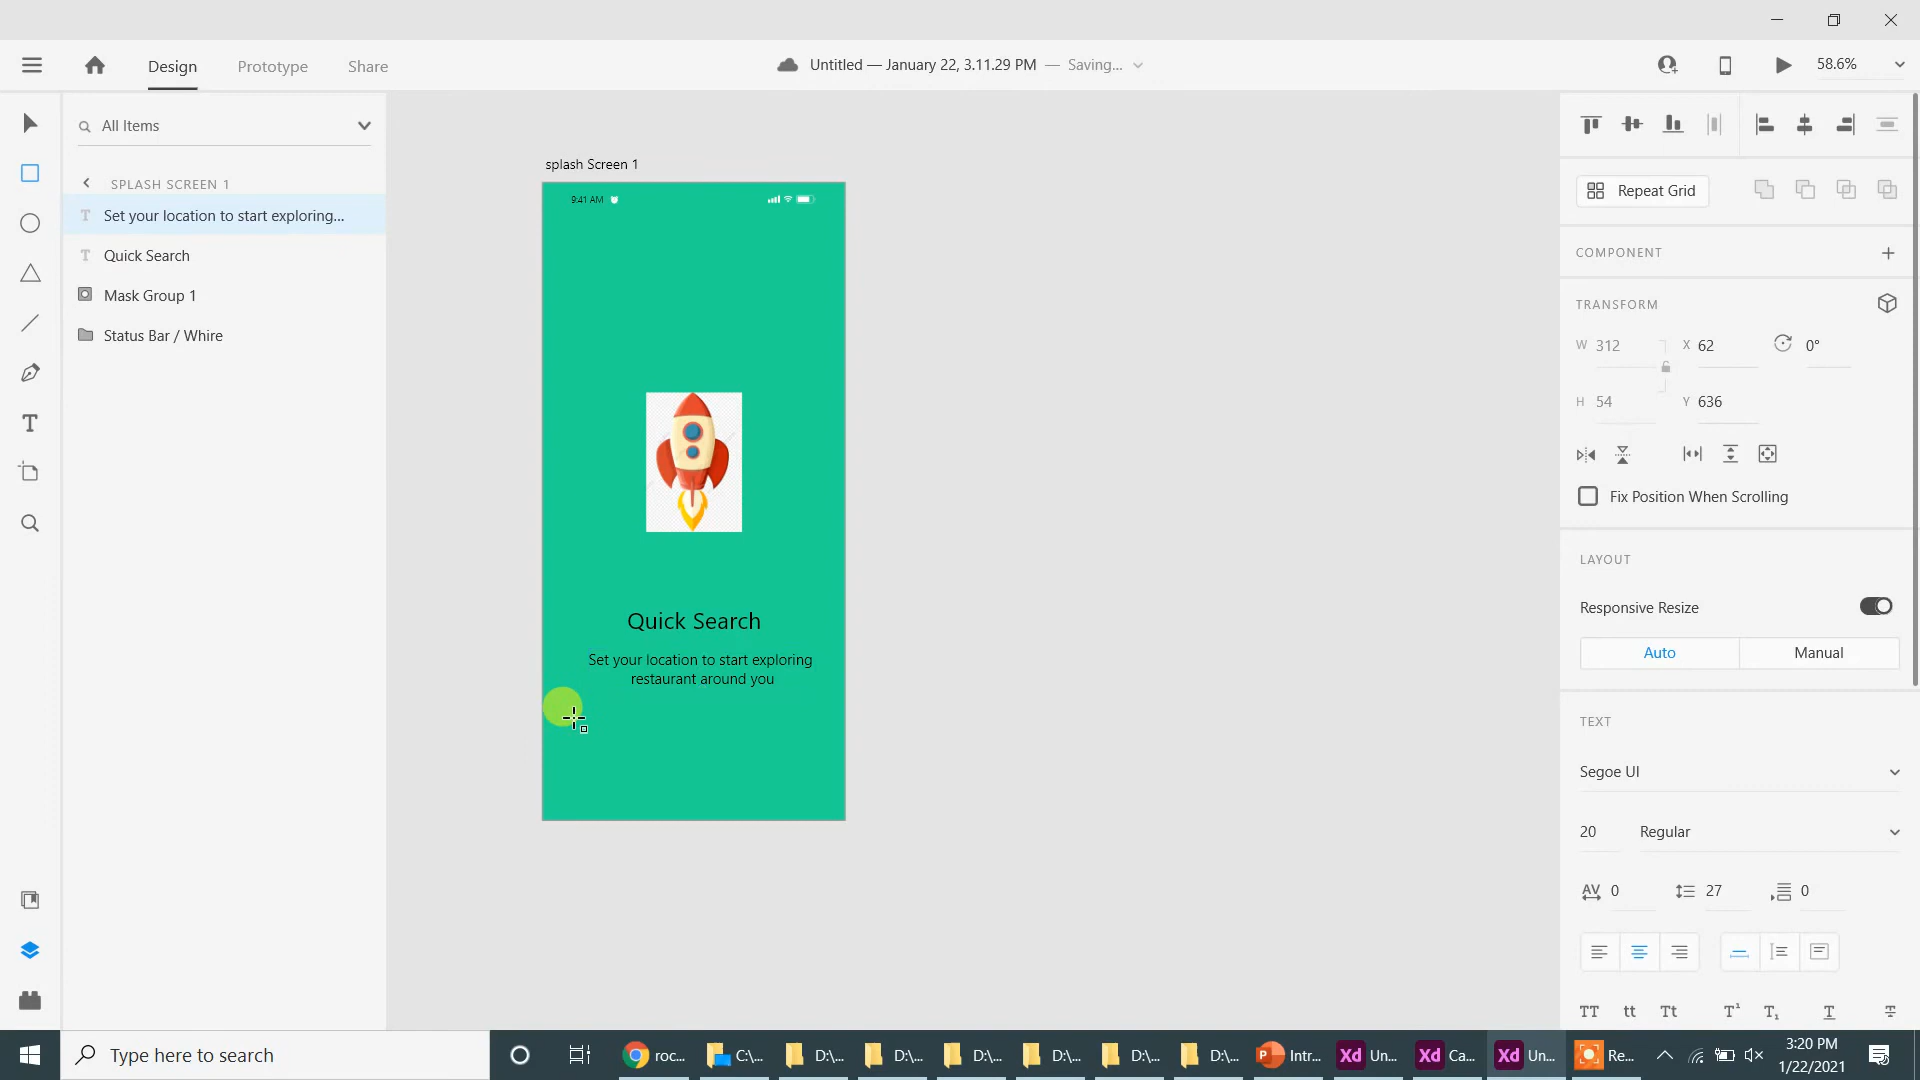 Design
Prototype
Share
Untitled — January 22, 3.11.29 PM — Saving...
58.6%
All Items
SPLASH SCREEN 1
Set your location to start exploring...
Quick Search
Mask Group 1
Status Bar / Whire
splash Screen 1
9:41 AM
Quick Search
Set your location to start exploring
restaurant around you
Repeat Grid
COMPONENT
TRANSFORM
W 312
X 62
0°
H 54
Y 636
Fix Position When Scrolling
LAYOUT
Responsive Resize
Auto
Manual
TEXT
Segoe UI
20
Regular
AV 0
27
0
TT
tt
Tt
T¹
T₁
T
T
Type here to search
roc...
C:\...
D:\...
D:\...
D:\...
D:\...
D:\...
D:\...
Intr...
Xd Un...
Xd Ca...
Xd Un...
Re...
3:20 PM
1/22/2021